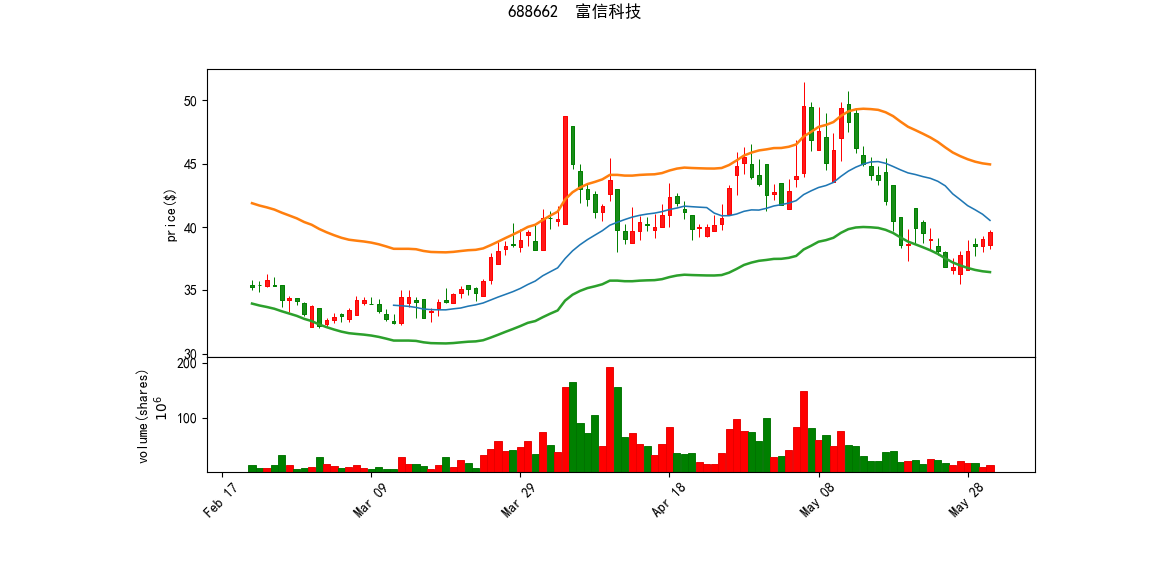 688662 富信科技
50
45
40
35
30
price($)
200
100
volume(shares)
10^6
Feb 17
Mar 09
Mar 29
Apr 18
May 08
May 28